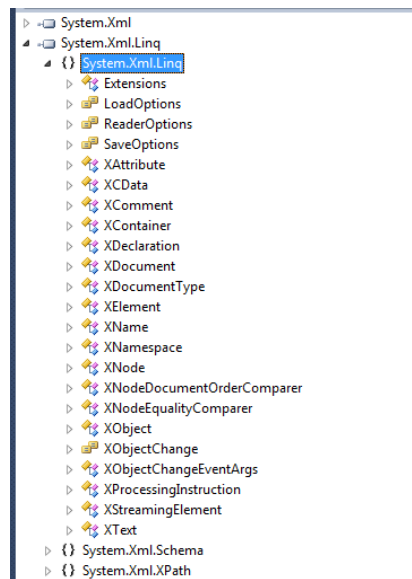 System.Xml
System.Xml.Linq
{} System.Xml.Linq
Extensions
LoadOptions
ReaderOptions
SaveOptions
XAttribute
XCData
XComment
XContainer
XDeclaration
XDocument
XDocumentType
XElement
XName
XNamespace
XNode
XNodeDocumentOrderComparer
XNodeEqualityComparer
XObject
XObjectChange
XObjectChangeEventArgs
XProcessingInstruction
XStreamingElement
XText
{} System.Xml.Schema
{} System.Xml.XPath